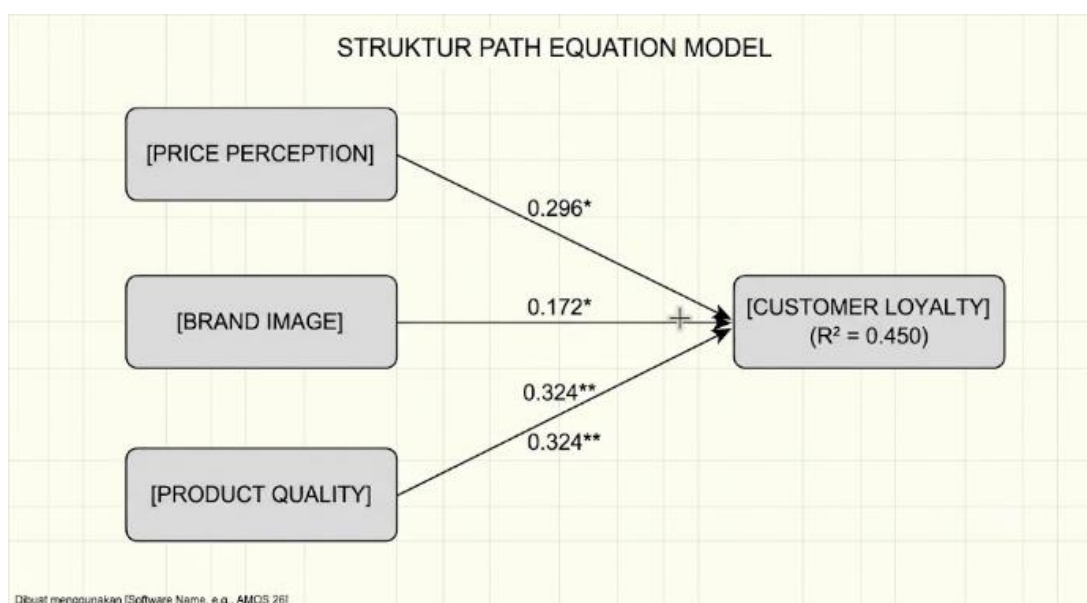 STRUKTUR PATH EQUATION MODEL
[PRICE PERCEPTION]
0.296*
[BRAND IMAGE]
0.172*
[CUSTOMER LOYALTY]
(R² = 0.450)
0.324**
0.324**
[PRODUCT QUALITY]
Dibuat menggunakan [Software Name, e.g., AMOS 26]